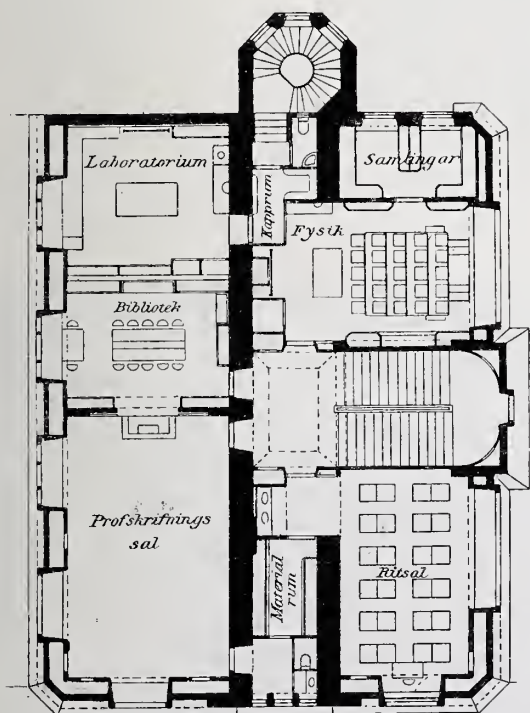 Laboratorium
Samlingar
Kapprum
Fysik
Bibliotek
Profskrifnings
sal
Material
rum
Ritsal